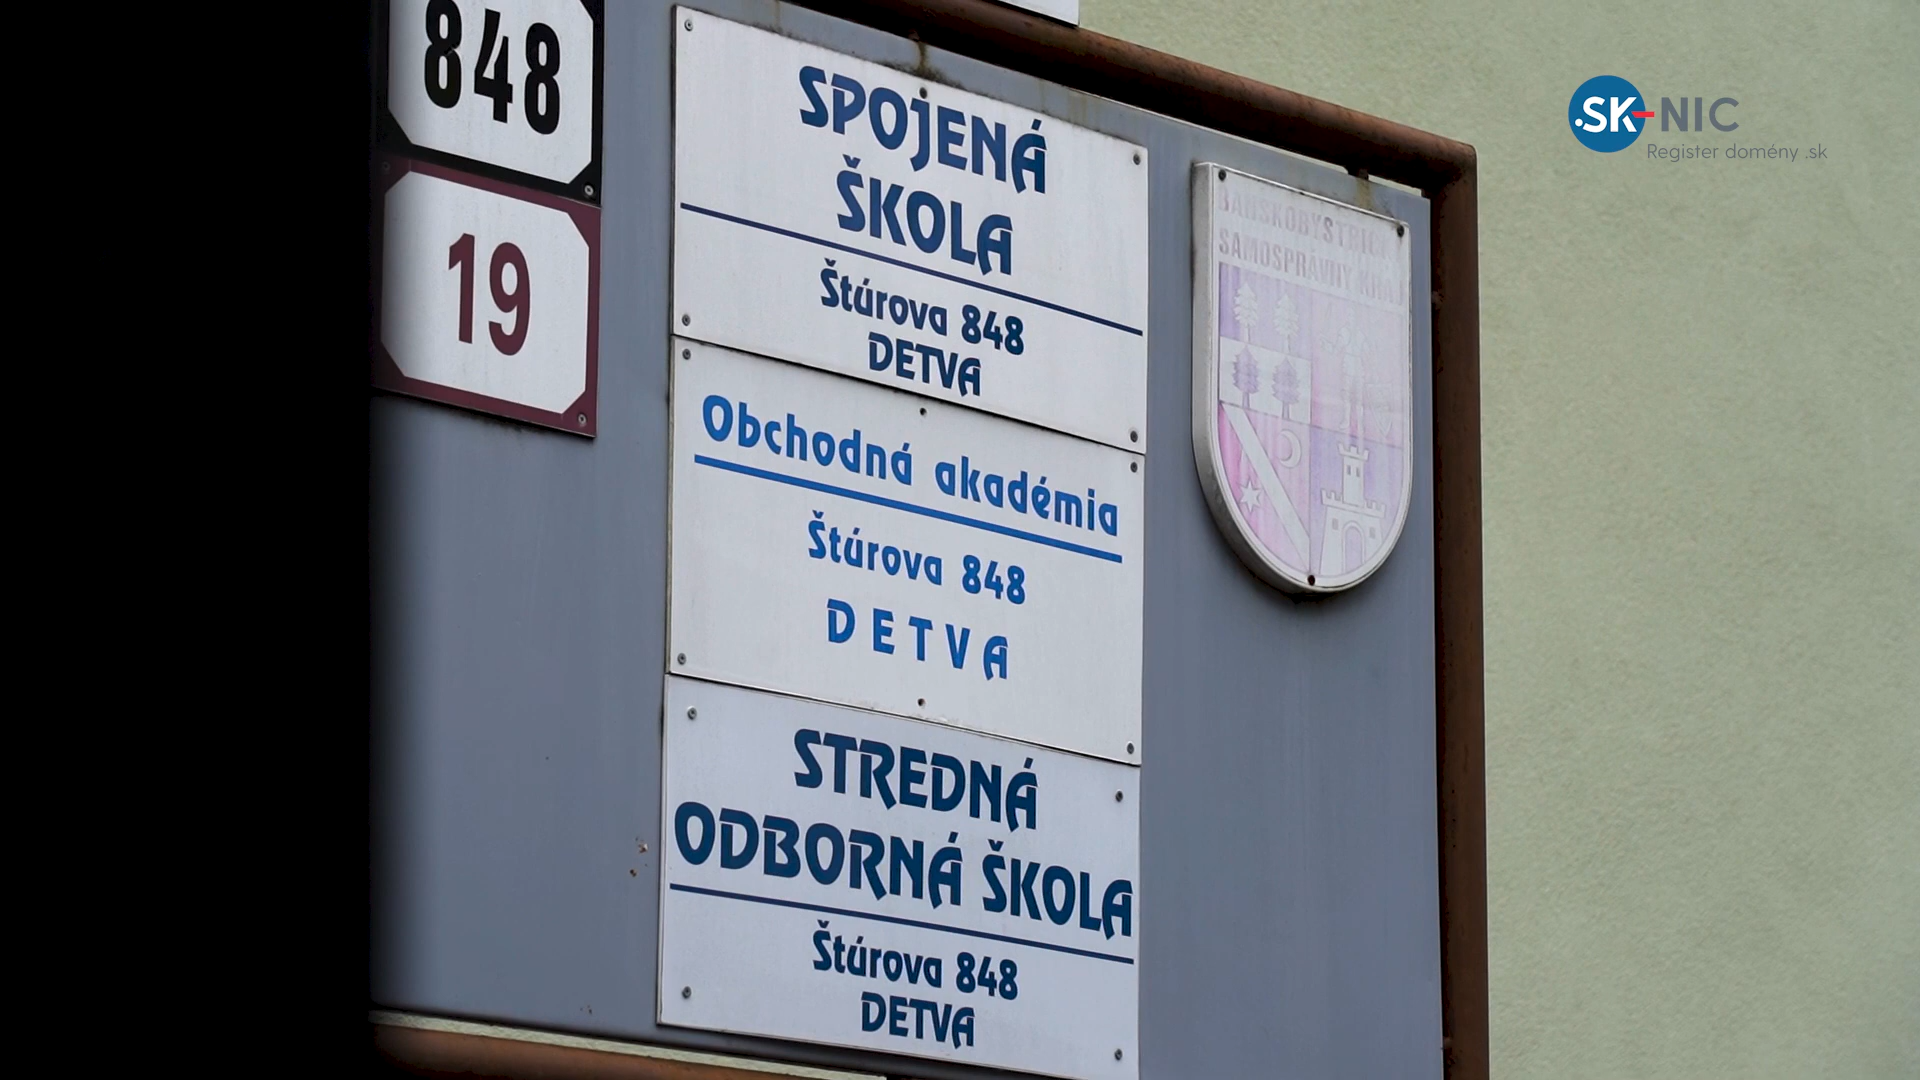 848
19
SPOJENÁ
ŠKOLA
Štúrova 848
DETVA
Obchodná akadémia
Štúrova 848
DETVA
STREDNÁ
ODBORNÁ ŠKOLA
Štúrova 848
DETVA
BANSKOBYSTRICKÝ
SAMOSPRÁVNY KRAJ
.SK-NIC
Register domény .sk